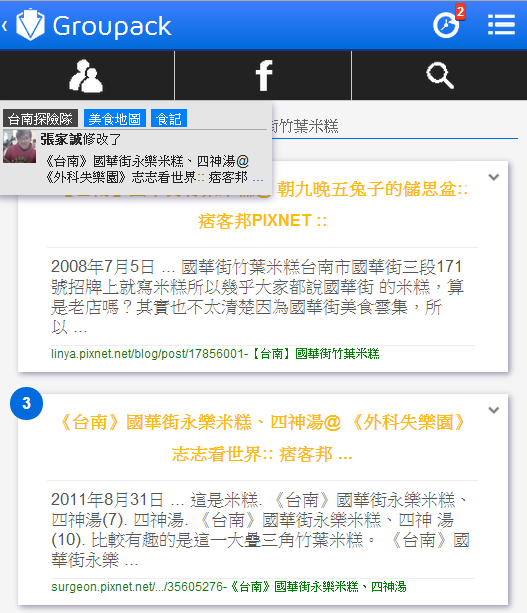 Groupack
2
台南探險隊 美食地圖 食記
張家誠修改了
《台南》國華街永樂米糕、四神湯@
《外科失樂園》志志看世界:: 痞客邦 ...
街竹葉米糕
朝九晚五兔子的儲思盆::
痞客邦PIXNET ::
2008年7月5日 ... 國華街竹葉米糕台南市國華街三段171
號招牌上就寫米糕所以幾乎大家都說國華街 的米糕，算
是老店嗎？其實也不太清楚因為國華街美食雲集，所
以 ...
linya.pixnet.net/blog/post/17856001-【台南】國華街竹葉米糕
3
《台南》國華街永樂米糕、四神湯@ 《外科失樂園》
志志看世界:: 痞客邦 ...
2011年8月31日 ... 這是米糕. 《台南》國華街永樂米糕、
四神湯(7). 四神湯. 《台南》國華街永樂米糕、四神 湯
(10). 比較有趣的是這一大疊三角竹葉米糕。 《台南》國
華街永樂 ...
surgeon.pixnet.net/.../35605276-《台南》國華街永樂米糕、四神湯